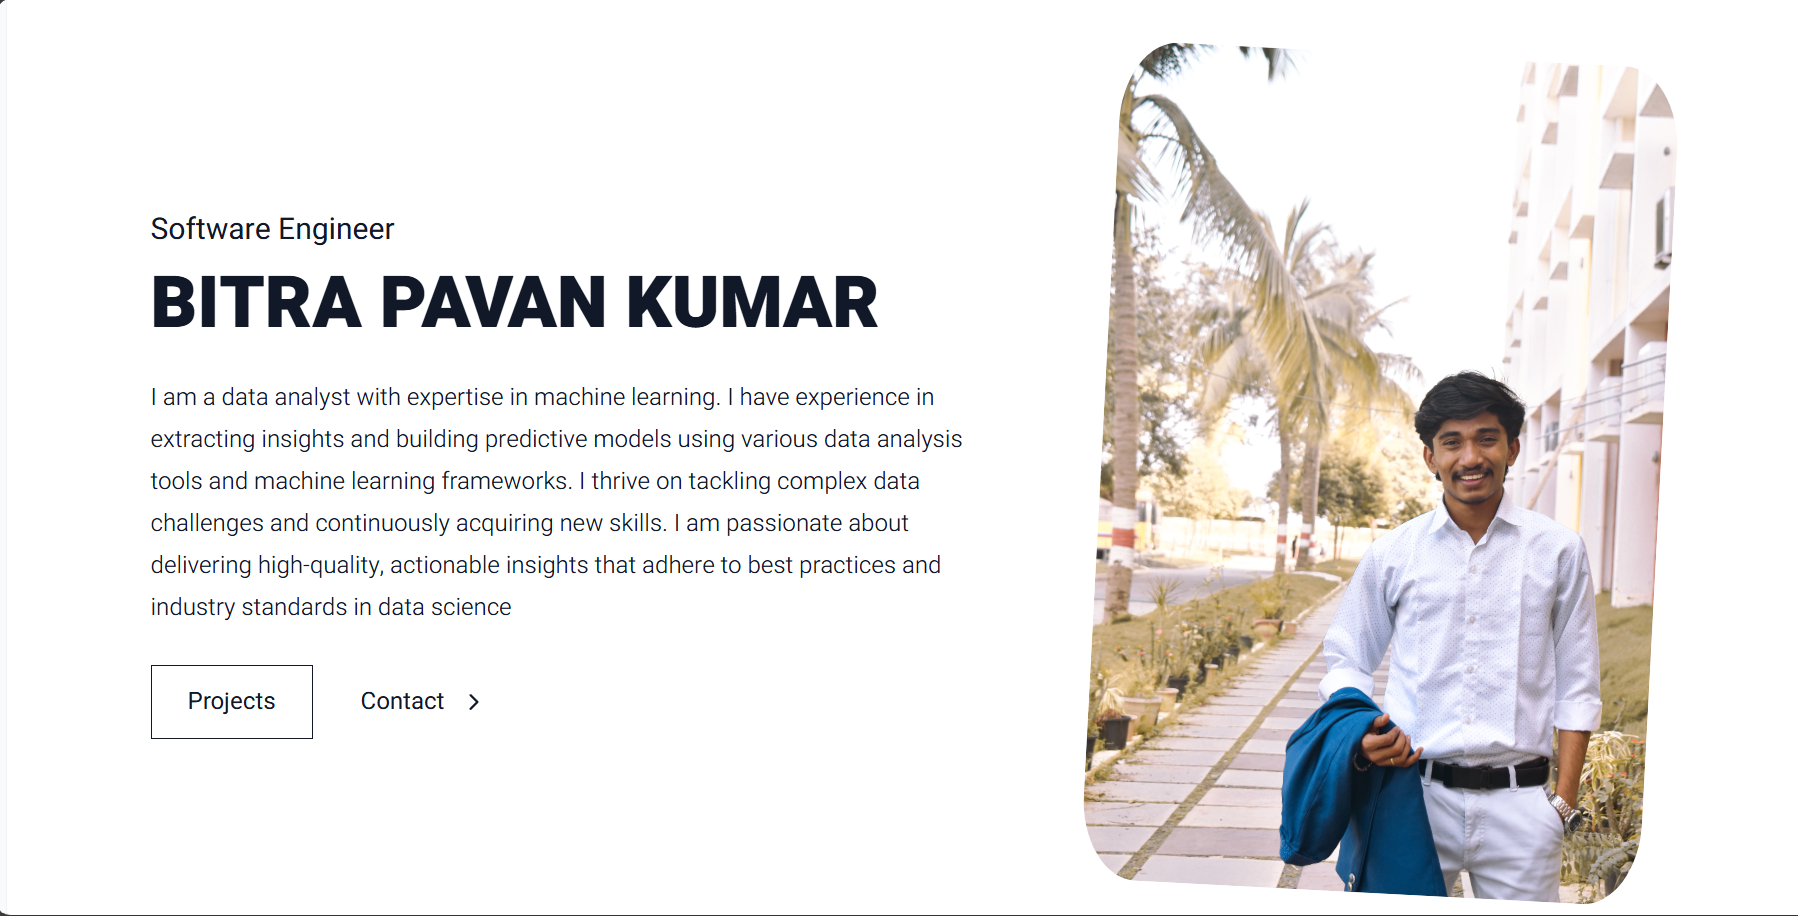 Software Engineer
BITRA PAVAN KUMAR
I am a data analyst with expertise in machine learning. I have experience in
extracting insights and building predictive models using various data analysis
tools and machine learning frameworks. I thrive on tackling complex data
challenges and continuously acquiring new skills. I am passionate about
delivering high-quality, actionable insights that adhere to best practices and
industry standards in data science
Projects
Contact